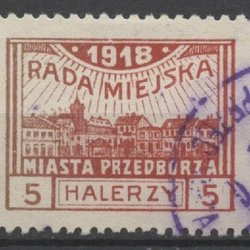 1918
RADA MIEJSKA
MIASTA PRZEDBORZA
5 HALERZY 5